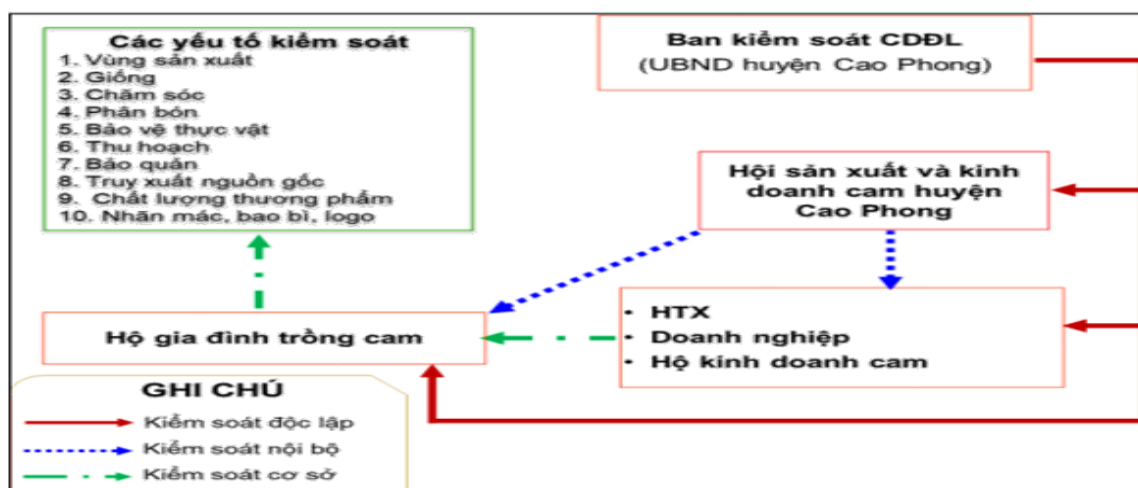 Các yếu tố kiểm soát
1. Vùng sản xuất
2. Giống
3. Chăm sóc
4. Phân bón
5. Bảo vệ thực vật
6. Thu hoạch
7. Bảo quản
8. Truy xuất nguồn gốc
9. Chất lượng thương phẩm
10. Nhãn mác, bao bì, logo
Ban kiểm soát CDĐL
(UBND huyện Cao Phong)
Hội sản xuất và kinh
doanh cam huyện
Cao Phong
Hộ gia đình trồng cam
• HTX
• Doanh nghiệp
• Hộ kinh doanh cam
GHI CHÚ
Kiểm soát độc lập
Kiểm soát nội bộ
Kiểm soát cơ sở